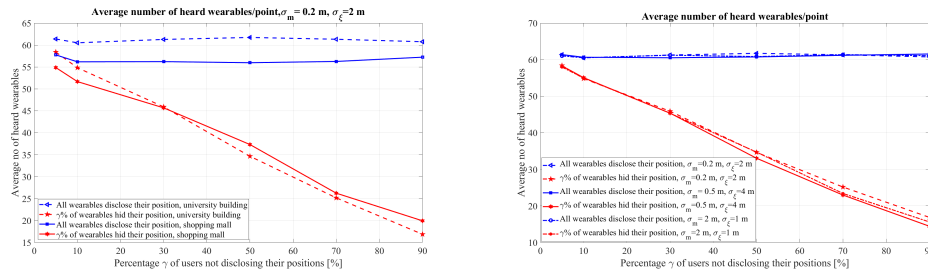 Average number of heard wearables/point,σm= 0.2 m, σξ=2 m
65
60
55
50
45
40
35
30
25
20
15
Average no of heard wearables
All wearables disclose their position, university building
γ% of wearables hid their position, university building
All wearables disclose their position, shopping mall
γ% of wearables hid their position, shopping mall
10 20 30 40 50 60 70 80 90
Percentage γ of users not disclosing their positions [%]
Average number of heard wearables/point
70
60
50
40
30
20
10
Average no of heard wearables
All wearables disclose their position, σm=0.2 m, σξ=2 m
γ% of wearables hid their position, σm=0.2 m, σξ=2 m
All wearables disclose their position, σm= 0.5 m, σξ=4 m
γ% of wearables hid their position, σm=0.5 m, σξ=4 m
All wearables disclose their position, σm= 2 m, σξ=1 m
γ% of wearables hid their position, σm=2 m, σξ=1 m
0 10 20 30 40 50 60 70 80 90
Percentage γ of users not disclosing their positions [%]